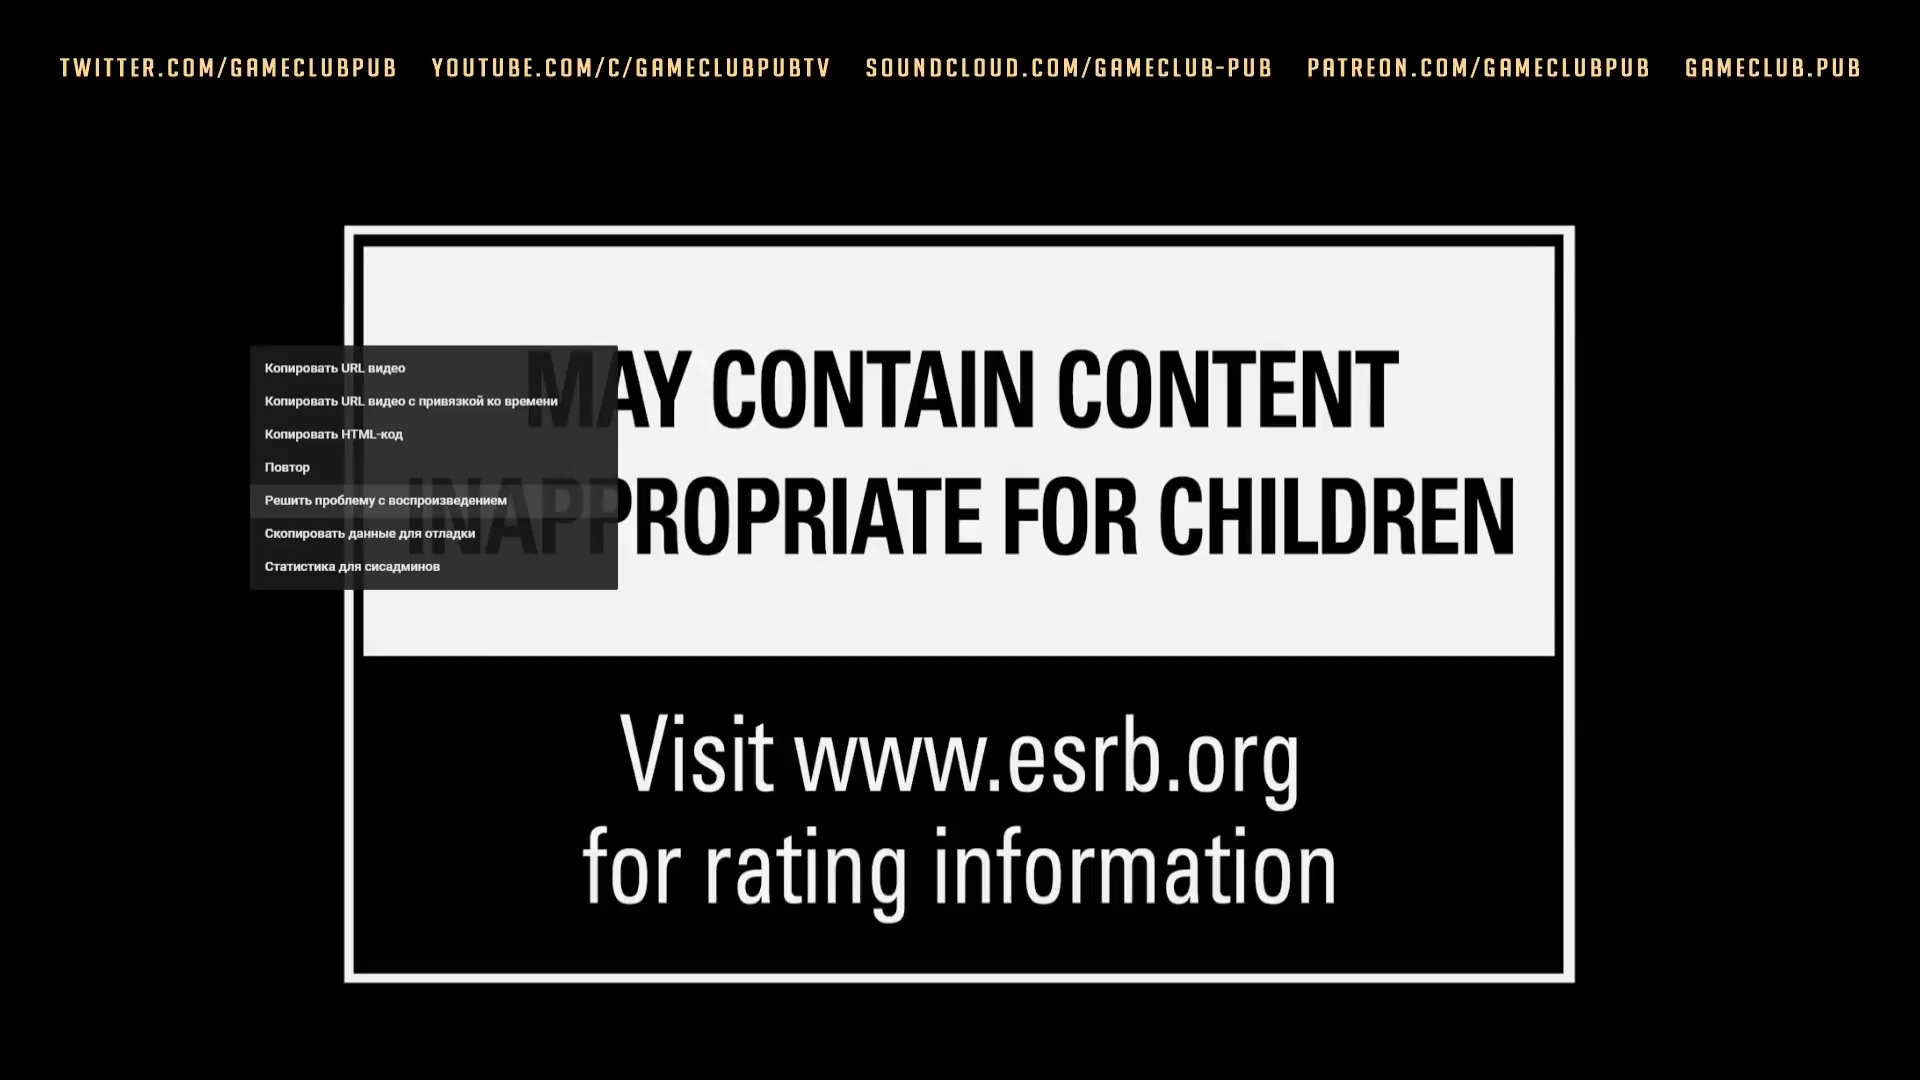 TWITTER.COM/GAMECLUBPUB YOUTUBE.COM/C/GAMECLUBPUBTV SOUNDCLOUD.COM/GAMECLUB-PUB PATREON.COM/GAMECLUBPUB GAMECLUB.PUB
MAY CONTAIN CONTENT
INAPPROPRIATE FOR CHILDREN
Копировать URL видео
Копировать URL видео с привязкой ко времени
Копировать HTML-код
Повтор
Решить проблему с воспроизведением
Скопировать данные для отладки
Статистика для сисадминов
Visit www.esrb.org
for rating information